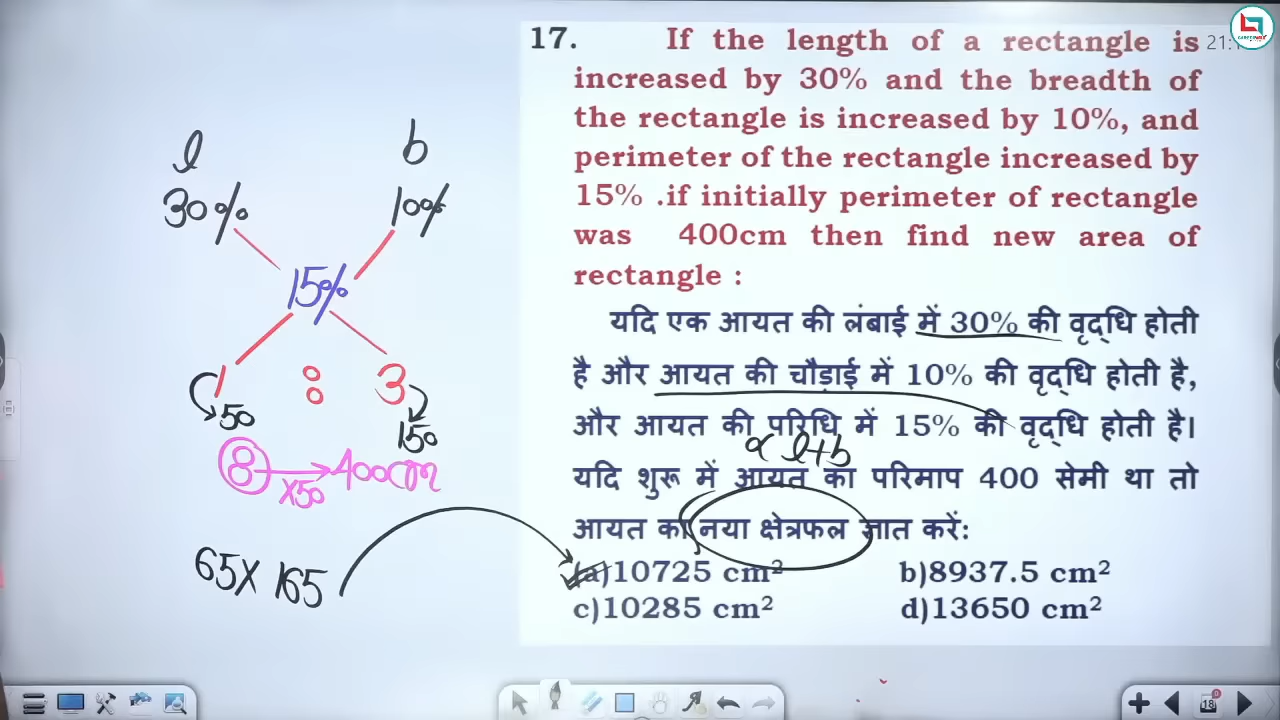 17. If the length of a rectangle is
increased by 30% and the breadth of
the rectangle is increased by 10%, and
perimeter of the rectangle increased by
15% .if initially perimeter of rectangle
was 400cm then find new area of
rectangle :
यदि एक आयत की लंबाई में 30% की वृद्धि होती
है और आयत की चौड़ाई में 10% की वृद्धि होती है,
और आयत की परिधि में 15% की वृद्धि होती है।
यदि शुरू में आयत का परिमाप 400 सेमी था तो
आयत का नया क्षेत्रफल ज्ञात करें:
(a)10725 cm² b)8937.5 cm²
c)10285 cm² d)13650 cm²
l b
30% 10%
15%
1 : 3
50 150
8 → 400cm
×50
65 × 165
α l+b
21:
18